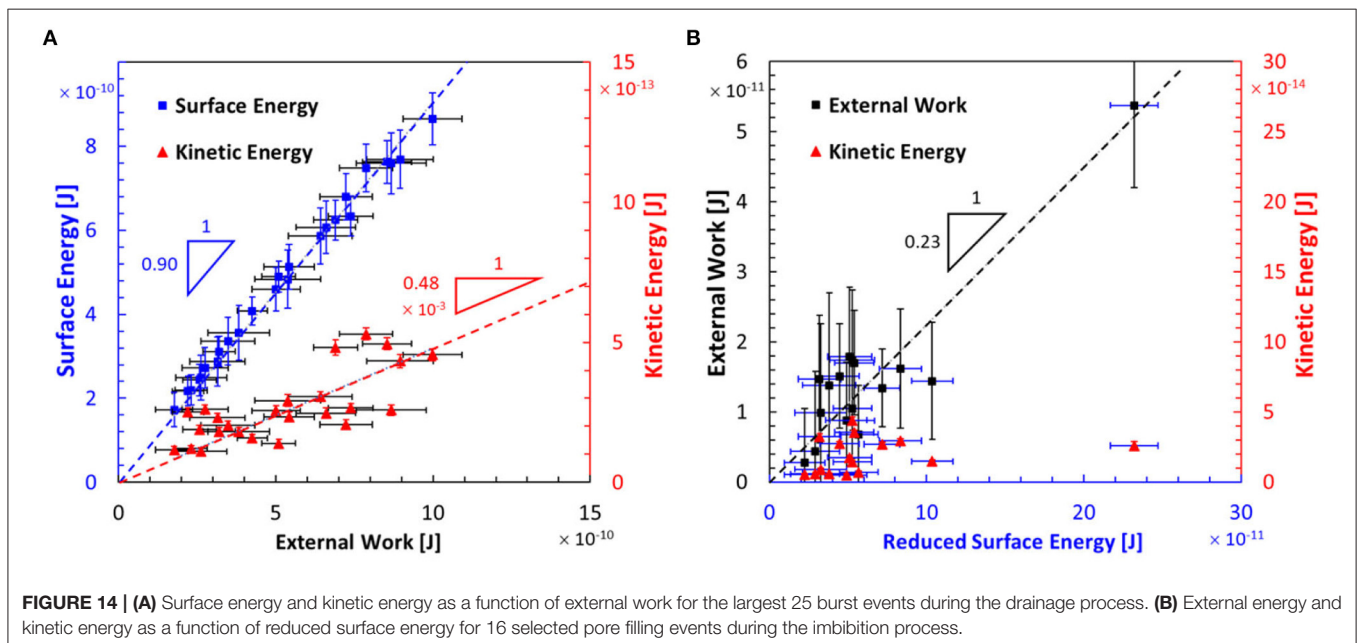 A
B
× 10⁻¹⁰
Surface Energy
Kinetic Energy
Surface Energy [J]
8
6
4
2
0
0.90
1
0.48
× 10⁻³
1
15
× 10⁻¹³
10
5
0
Kinetic Energy [J]
0 5 10 15
External Work [J] × 10⁻¹⁰
6
× 10⁻¹¹
5
4
3
2
1
0
External Work [J]
External Work
Kinetic Energy
1
0.23
30
× 10⁻¹⁴
25
20
15
10
5
0
Kinetic Energy [J]
0 10 20 30
Reduced Surface Energy [J] × 10⁻¹¹
FIGURE 14 | (A) Surface energy and kinetic energy as a function of external work for the largest 25 burst events during the drainage process. (B) External energy and
kinetic energy as a function of reduced surface energy for 16 selected pore filling events during the imbibition process.